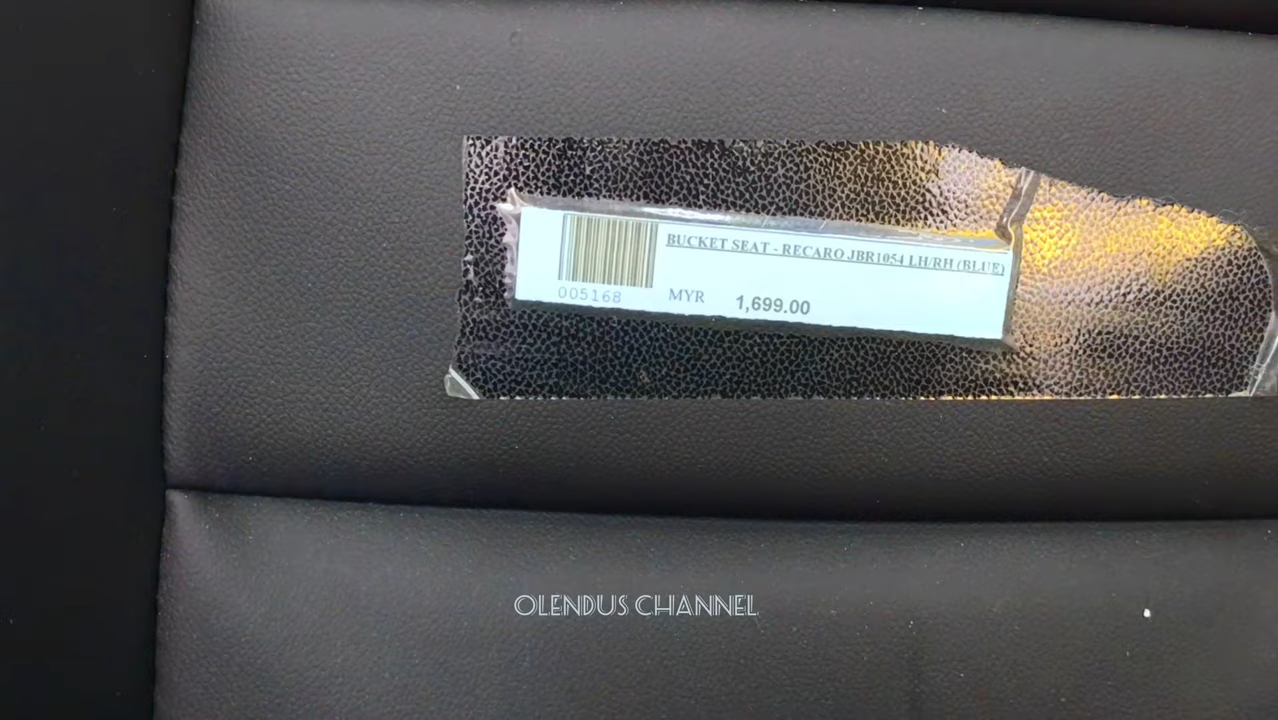 BUCKET SEAT - RECARO JBR1054 LH/RH (BLUE)
005168
MYR 1,699.00
OLENDUS CHANNEL